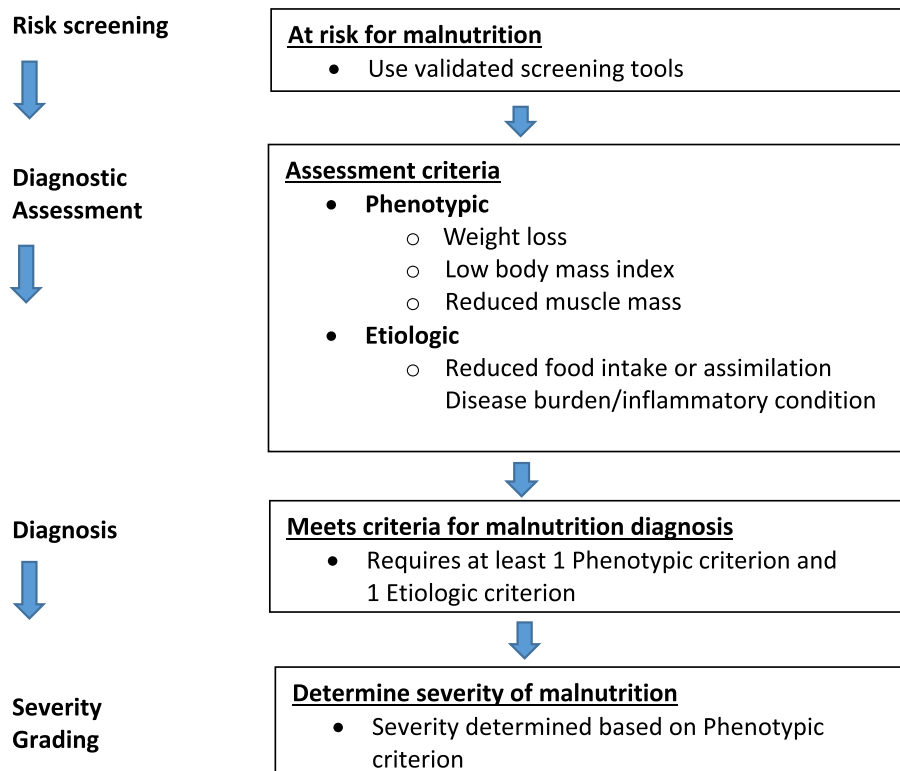 Risk screening
At risk for malnutrition
• Use validated screening tools
Diagnostic
Assessment
Assessment criteria
• Phenotypic
o Weight loss
o Low body mass index
o Reduced muscle mass
• Etiologic
o Reduced food intake or assimilation
Disease burden/inflammatory condition
Diagnosis
Meets criteria for malnutrition diagnosis
• Requires at least 1 Phenotypic criterion and
1 Etiologic criterion
Severity
Grading
Determine severity of malnutrition
• Severity determined based on Phenotypic
criterion